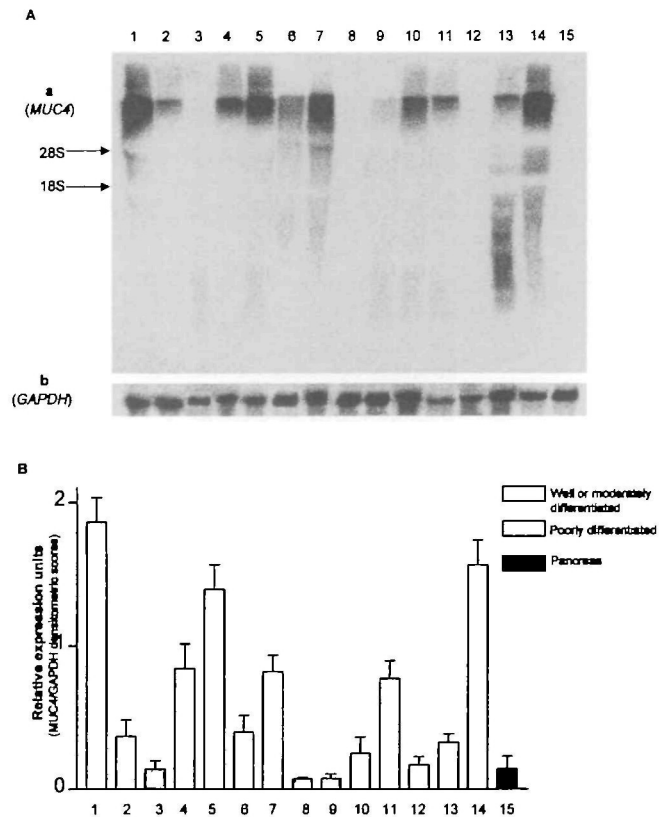 A
1 2 3 4 5 6 7 8 9 10 11 12 13 14 15
a
(MUC4)
28S
18S
b
(GAPDH)
B
Well or moderately
differentiated
Poorly differentiated
Pancreas
Relative expression units
(MUC4/GAPDH densitometric scores)
2
1
0
1 2 3 4 5 6 7 8 9 10 11 12 13 14 15